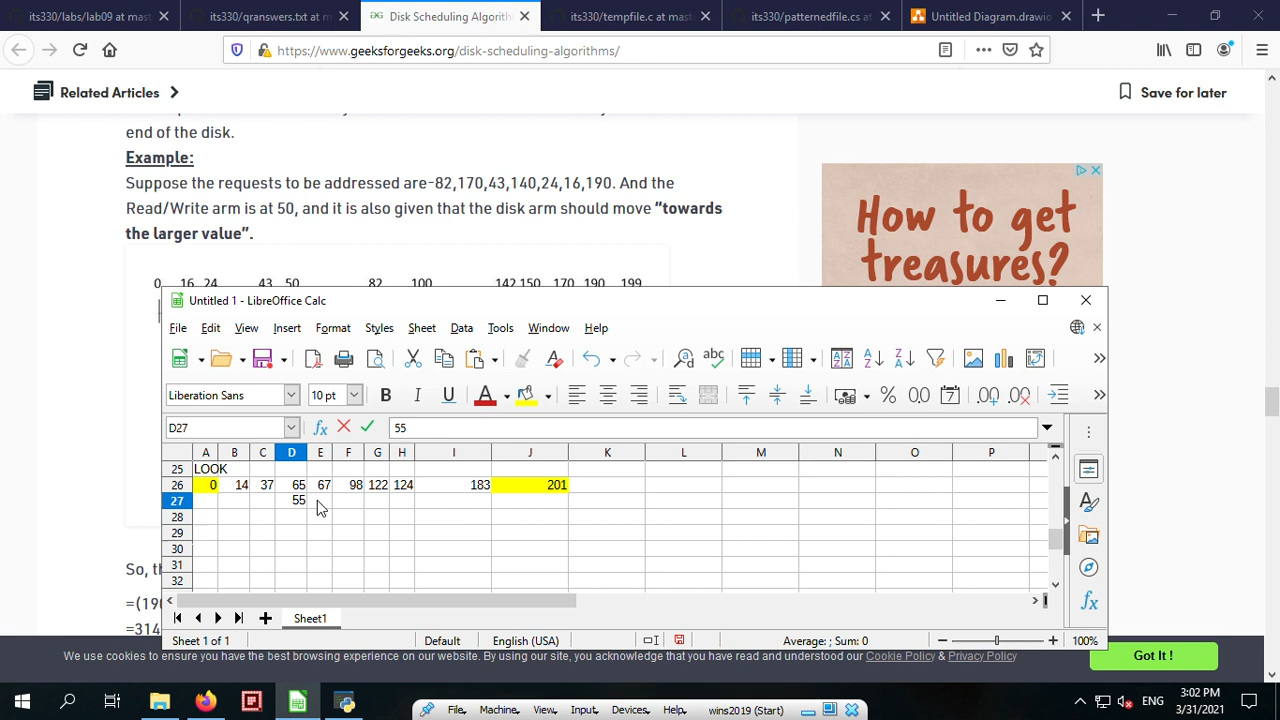 its330/labs/lab09 at mast
its330/qranswers.txt at m
Disk Scheduling Algorith
its330/tempfile.c at mast
its330/patternedfile.cs at
Untitled Diagram.drawio
https://www.geeksforgeeks.org/disk-scheduling-algorithms/
Related Articles
Save for later
end of the disk.
Example:
Suppose the requests to be addressed are-82,170,43,140,24,16,190. And the
Read/Write arm is at 50, and it is also given that the disk arm should move "towards
the larger value".
0 16 24 43 50 82 100 142 150 170 190 199
How to get
treasures?
Untitled 1 - LibreOffice Calc
File Edit View Insert Format Styles Sheet Data Tools Window Help
Liberation Sans 10 pt
D27 55
A B C D E F G H I J K L M N O P
25 LOOK
26 0 14 37 65 67 98 122 124 183 201
27 55
28
29
30
31
32
So, th
=(190
=314
Sheet1
Sheet 1 of 1 Default English (USA) Average: ; Sum: 0 100%
We use cookies to ensure you have the best browsing experience on our website. By using our site, you acknowledge that you have read and understood our Cookie Policy & Privacy Policy
Got It !
File Machine View Input Devices Help wins2019 (Start)
ENG
3:02 PM
3/31/2021